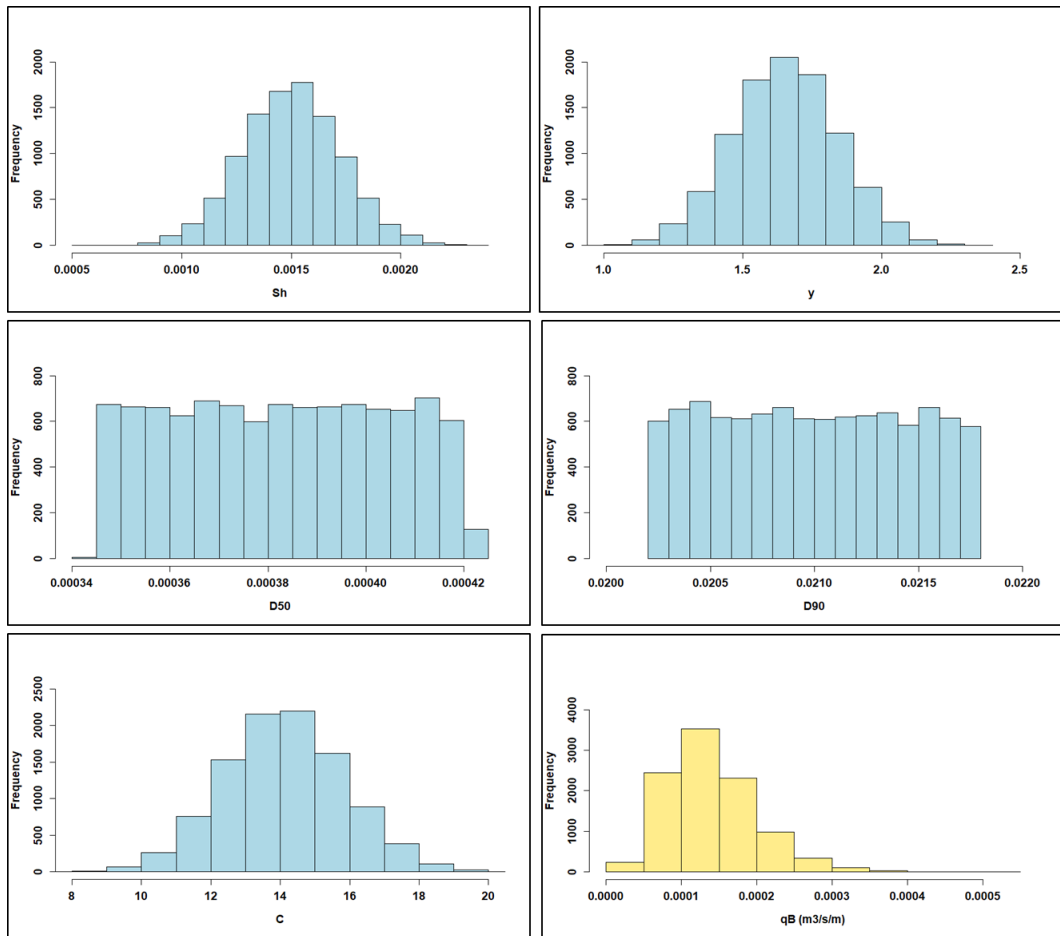 Frequency
0 500 1000 1500 2000
0.0005 0.0010 0.0015 0.0020
Sh
Frequency
0 500 1000 1500 2000
1.0 1.5 2.0 2.5
y
Frequency
0 200 400 600 800
0.00034 0.00036 0.00038 0.00040 0.00042
D50
Frequency
0 200 400 600 800
0.0200 0.0205 0.0210 0.0215 0.0220
D90
Frequency
0 500 1000 1500 2000 2500
8 10 12 14 16 18 20
C
Frequency
0 1000 2000 3000 4000
0.0000 0.0001 0.0002 0.0003 0.0004 0.0005
qB (m3/s/m)